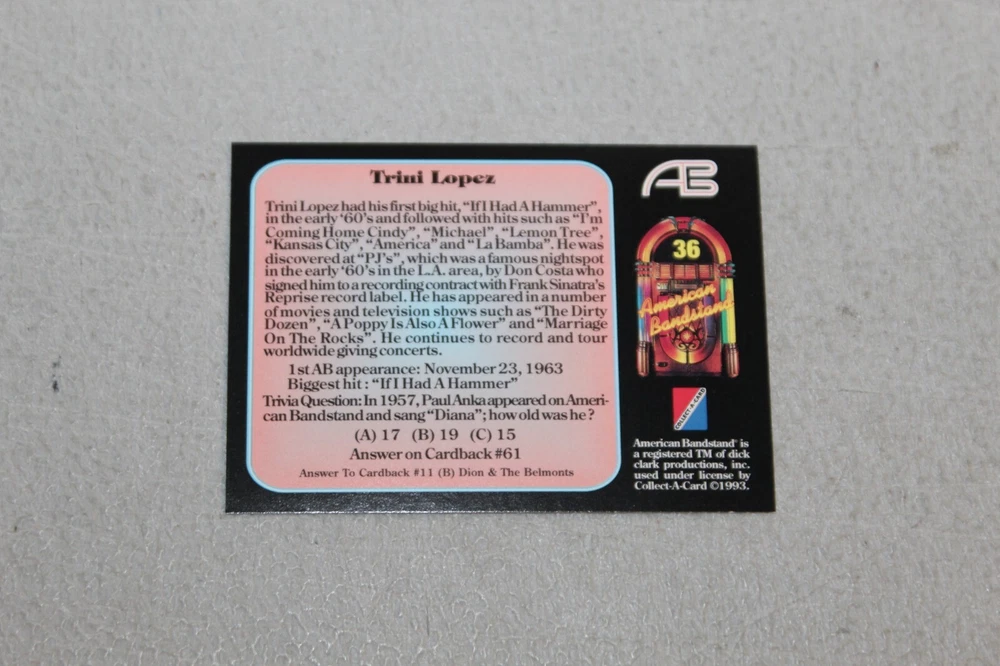 Trini Lopez
Trini Lopez had his first big hit, “If I Had A Hammer”,
in the early ‘60’s and followed with hits such as “I’m
Coming Home Cindy”, “Michael”, “Lemon Tree”,
“Kansas City”, “America” and “La Bamba”. He was
discovered at “PJ’s”, which was a famous nightspot
in the early ‘60’s in the L.A. area, by Don Costa who
signed him to a recording contract with Frank Sinatra’s
Reprise record label. He has appeared in a number
of movies and television shows such as “The Dirty
Dozen”, “A Poppy Is Also A Flower” and “Marriage
On The Rocks”. He continues to record and tour
worldwide giving concerts.
1st AB appearance: November 23, 1963
Biggest hit : “If I Had A Hammer”
Trivia Question: In 1957, Paul Anka appeared on Ameri-
can Bandstand and sang “Diana”; how old was he ?
(A) 17 (B) 19 (C) 15
Answer on Cardback #61
Answer To Cardback #11 (B) Dion & The Belmonts
AB
36
American
Bandstand
COLLECT-A-CARD
American Bandstand® is
a registered TM of dick
clark productions, inc.
used under license by
Collect-A-Card ©1993.